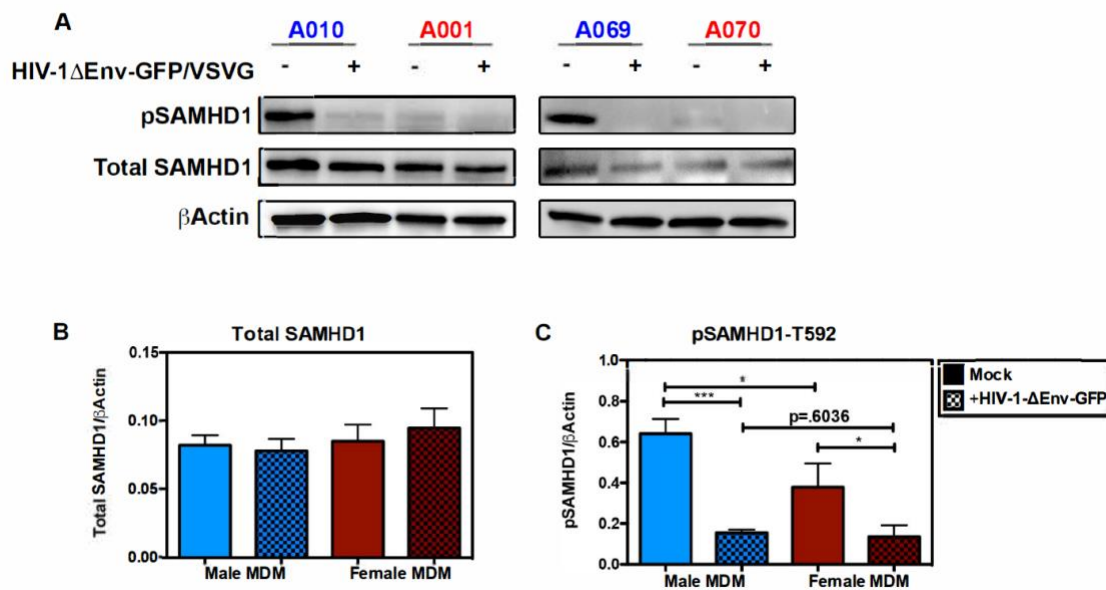 A
A010 A001 A069 A070
HIV-1ΔEnv-GFP/VSVG - + - + - + - +
pSAMHD1
Total SAMHD1
βActin
B
Total SAMHD1
Total SAMHD1/βActin
0.15
0.10
0.05
0.00
Male MDM Female MDM
C
pSAMHD1-T592
pSAMHD1/βActin
1.0
0.8
0.6
0.4
0.2
0.0
*
***
p=.6036
*
Male MDM Female MDM
Mock
+HIV-1-ΔEnv-GFP